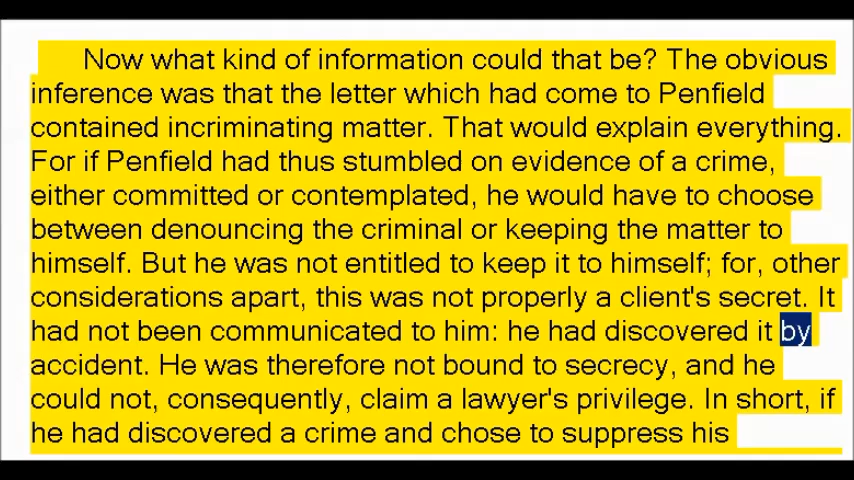 Now what kind of information could that be? The obvious
inference was that the letter which had come to Penfield
contained incriminating matter. That would explain everything.
For if Penfield had thus stumbled on evidence of a crime,
either committed or contemplated, he would have to choose
between denouncing the criminal or keeping the matter to
himself. But he was not entitled to keep it to himself; for, other
considerations apart, this was not properly a client's secret. It
had not been communicated to him: he had discovered it by
accident. He was therefore not bound to secrecy, and he
could not, consequently, claim a lawyer's privilege. In short, if
he had discovered a crime and chose to suppress his